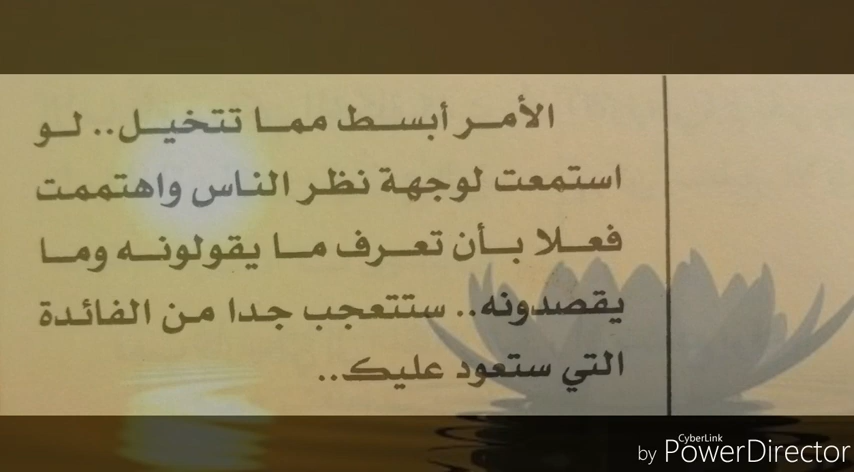 الأمر أبسط مما تتخيل.. لو
استمعت لوجهة نظر الناس واهتممت
فعلا بأن تعرف ما يقولونه وما
يقصدونه.. ستتعجب جدا من الفائدة
التي ستعود عليك..
CyberLink
by PowerDirector